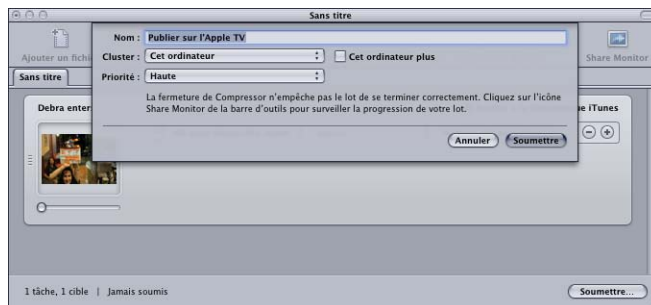 Sans titre
Nom : Publier sur l'Apple TV
Ajouter un fichi
Cluster : Cet ordinateur
Cet ordinateur plus
Share Monitor
Sans titre
Priorité : Haute
La fermeture de Compressor n'empêche pas le lot de se terminer correctement. Cliquez sur l'icône
Share Monitor de la barre d'outils pour surveiller la progression de votre lot.
Debra enter
ue iTunes
Annuler
Soumettre
1 tâche, 1 cible | Jamais soumis
Soumettre...